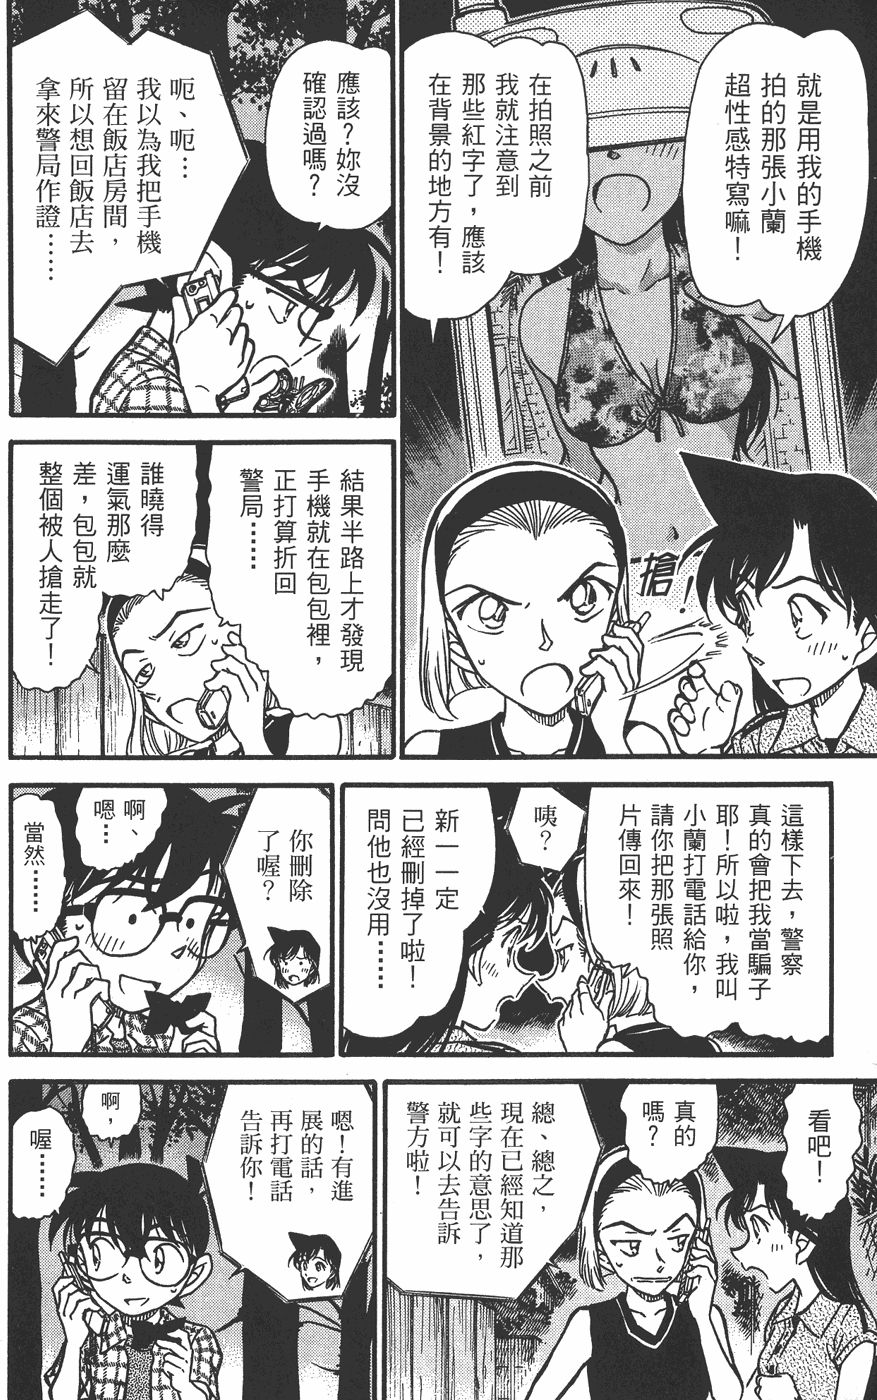 就是用我的手機
拍的那張小蘭
超性感特寫嘛！
在拍照之前
我就注意到
那些紅字了，應該
在背景的地方有！
搶！
應該？妳沒
確認過嗎？
呃、呃…
我以為我把手機
留在飯店房間，
所以想回飯店去
拿來警局作證……
結果半路上才發現
手機就在包包裡，
正打算折回
警局……
誰曉得
運氣那麼
差，包包就
整個被人搶走了！
這樣下去，警察
真的會把我當騙子
耶！所以啦，我叫
小蘭打電話給你，
請你把那張照
片傳回來！
咦？
新一一定
已經刪掉了啦！
問他也沒用……
你刪除
了喔？
啊、
嗯…
當然……
看吧！
真的
嗎？
總、總之，
現在已經知道那
些字的意思了，
就可以去告訴
警方啦！
嗯！有進
展的話，
再打電話
告訴你！
啊，
喔……